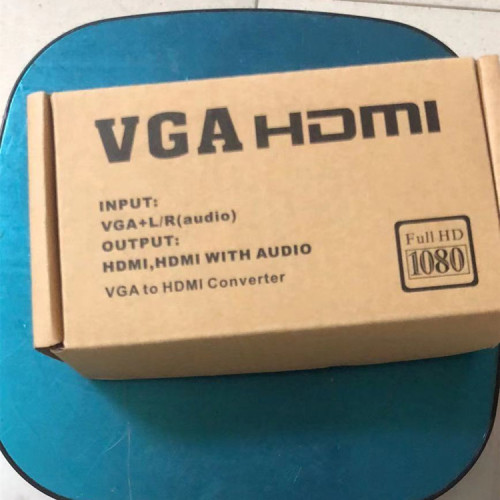 VGA HDMI
INPUT:
VGA+L/R(audio)
OUTPUT:
HDMI,HDMI WITH AUDIO
VGA to HDMI Converter
Full HD
1080